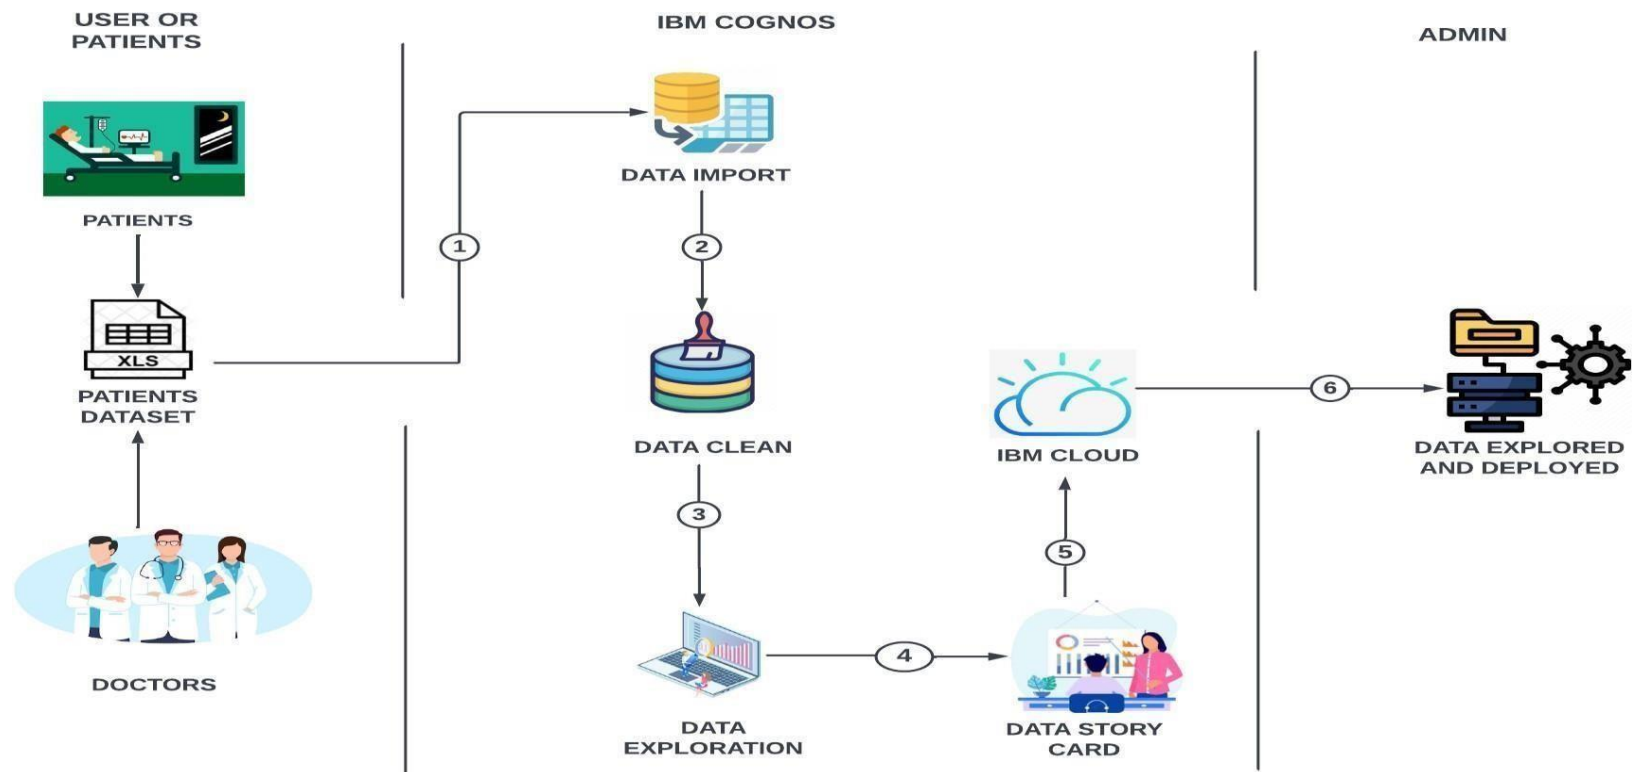 USER OR
PATIENTS
IBM COGNOS
ADMIN
PATIENTS
XLS
PATIENTS
DATASET
DOCTORS
1
DATA IMPORT
2
DATA CLEAN
3
DATA
EXPLORATION
4
DATA STORY
CARD
5
IBM CLOUD
6
DATA EXPLORED
AND DEPLOYED